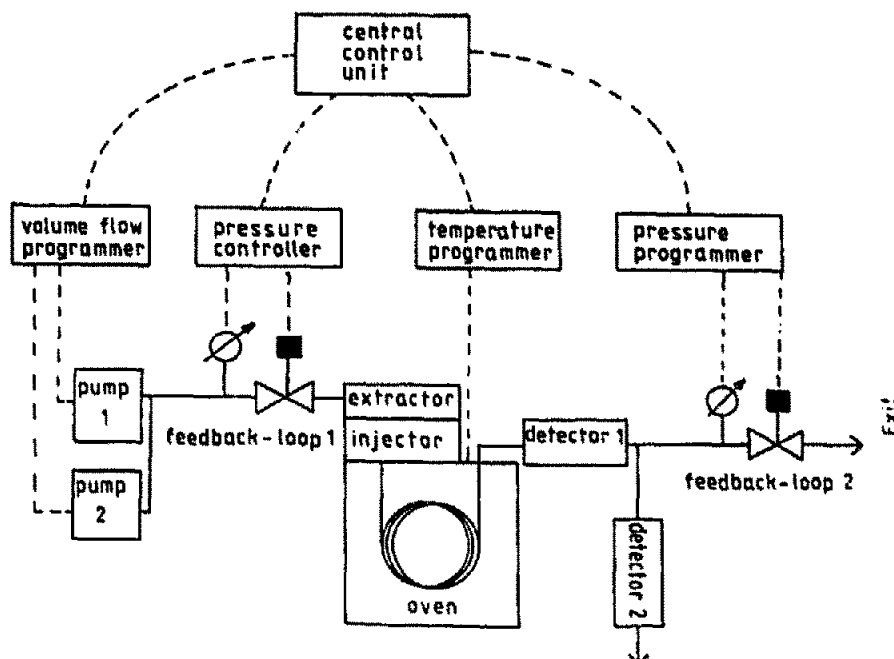 central
control
unit
volume flow
programmer
pressure
controller
temperature
programmer
pressure
programmer
pump
1
pump
2
feedback-loop 1
extractor
injector
oven
detector 1
feedback-loop 2
detector 2
Exit